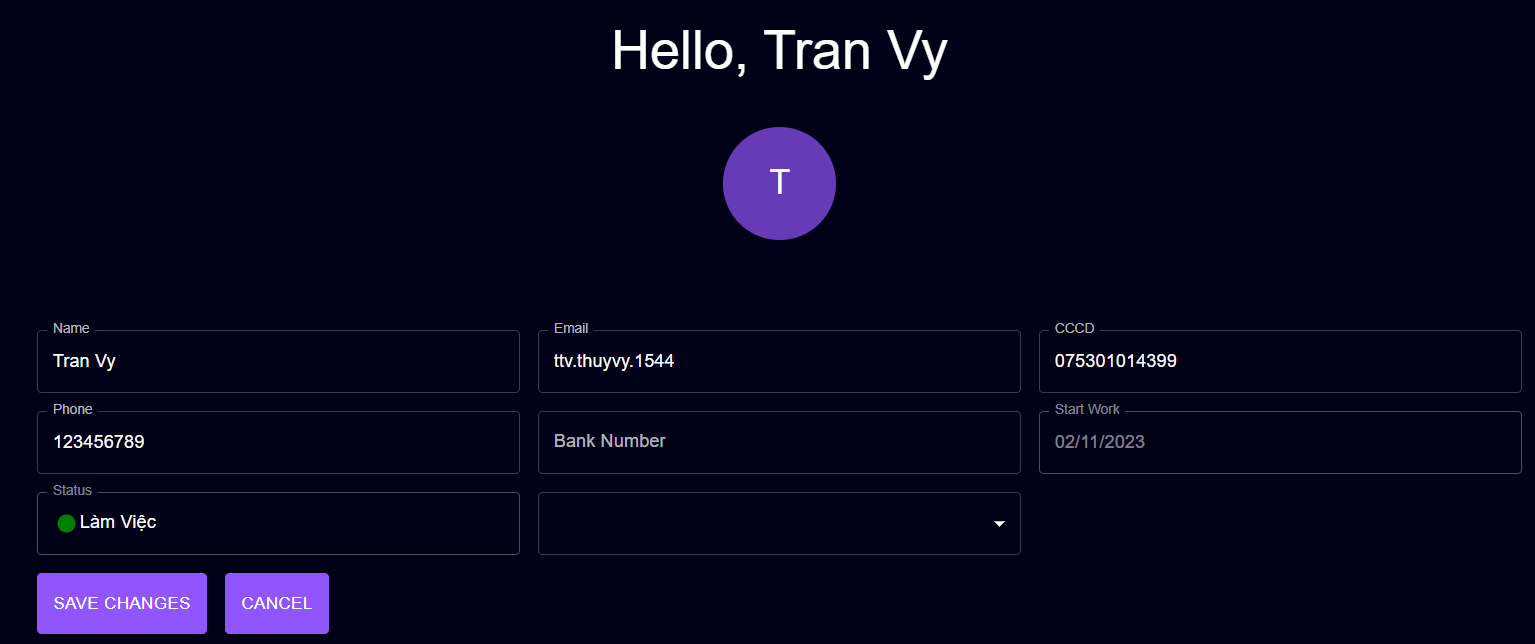 Hello, Tran Vy
T
Name
Tran Vy
Email
ttv.thuyvy.1544
CCCD
075301014399
Phone
123456789
Bank Number
Start Work
02/11/2023
Status
Làm Việc
SAVE CHANGES
CANCEL